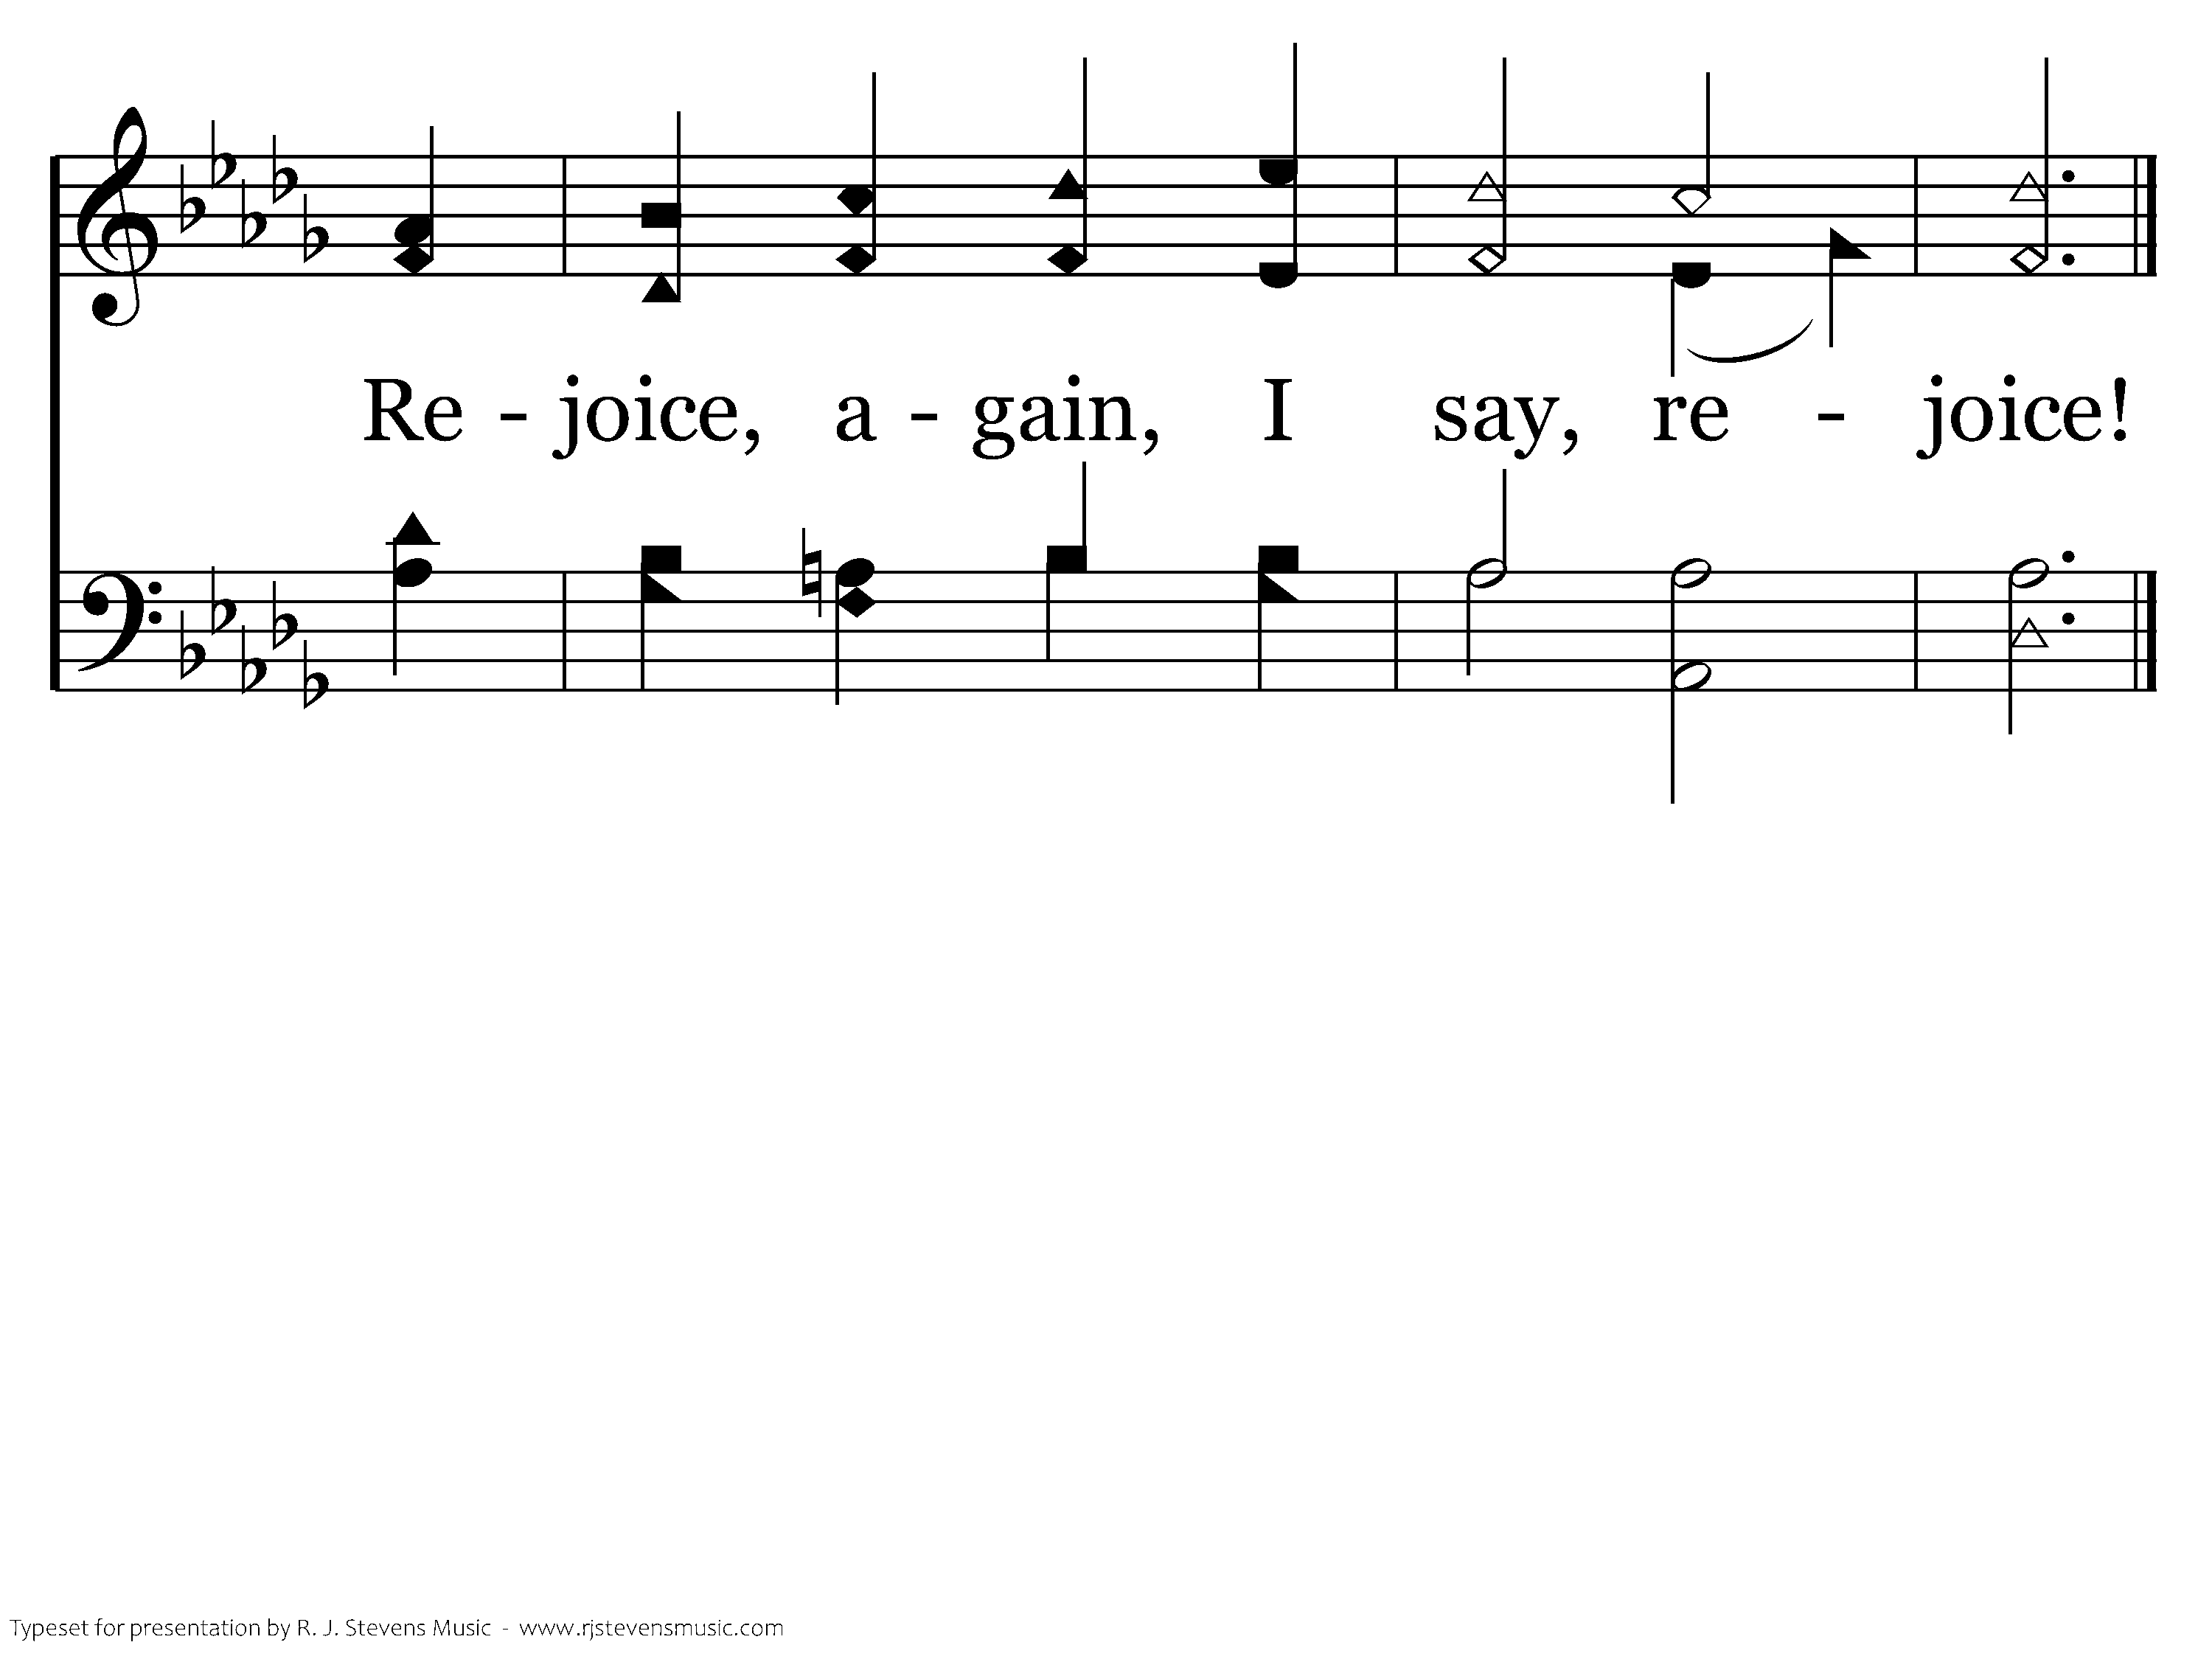 Re - joice, a - gain, I say, re - joice!
Typeset for presentation by R. J. Stevens Music - www.rjstevensmusic.com